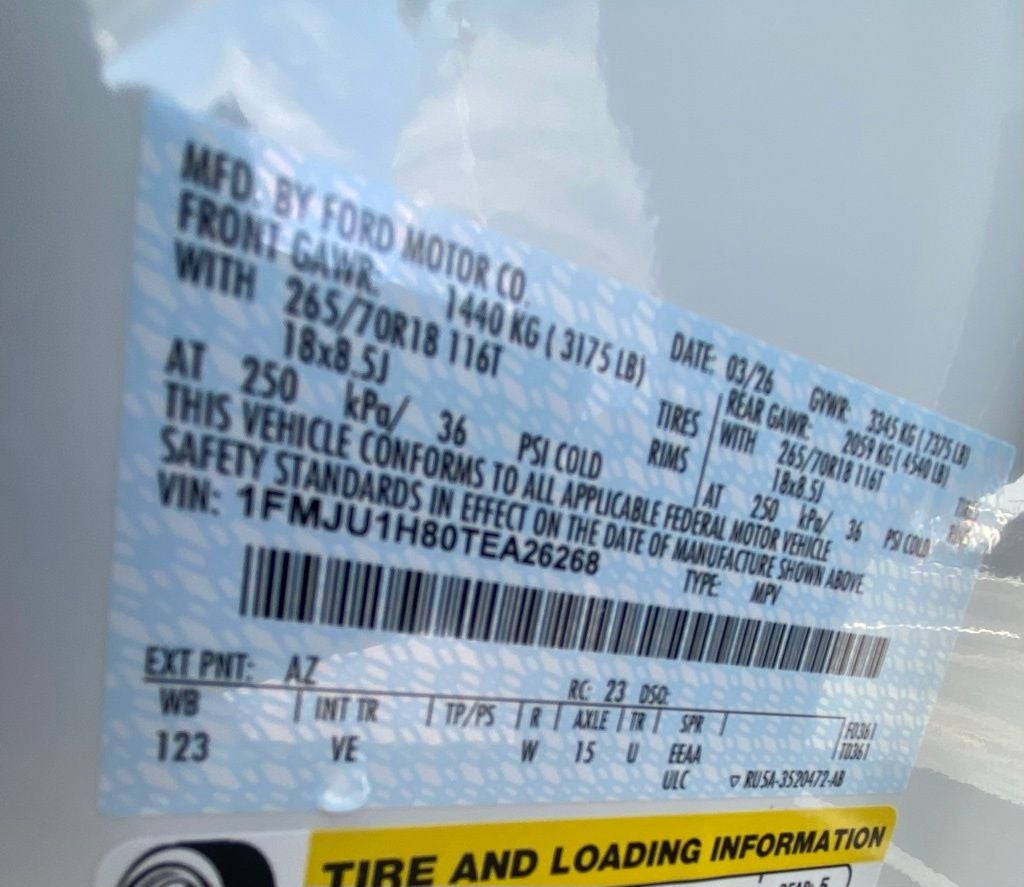 MFD. BY FORD MOTOR CO.
DATE: 03/26 GVWR: 3345 KG ( 7375 LB)
FRONT GAWR: 1440 KG ( 3175 LB)
REAR GAWR: 2059 KG ( 4540 LB)
WITH 265/70R18 116T TIRES
WITH 265/70R18 116T
18x8.5J RIMS
18x8.5J
AT 250 kPa/ 36 PSI COLD
AT 250 kPa/ 36 PSI COLD
THIS VEHICLE CONFORMS TO ALL APPLICABLE FEDERAL MOTOR VEHICLE
SAFETY STANDARDS IN EFFECT ON THE DATE OF MANUFACTURE SHOWN ABOVE
VIN: 1FMJU1H80TEA26268
TYPE: MPV
EXT PNT: AZ RC: 23 DSO:
WB INT TR TP/PS R AXLE TR SPR F0361
123 VE W 15 U EEAA T0361
ULC RU5A-3520472-AB
TIRE AND LOADING INFORMATION